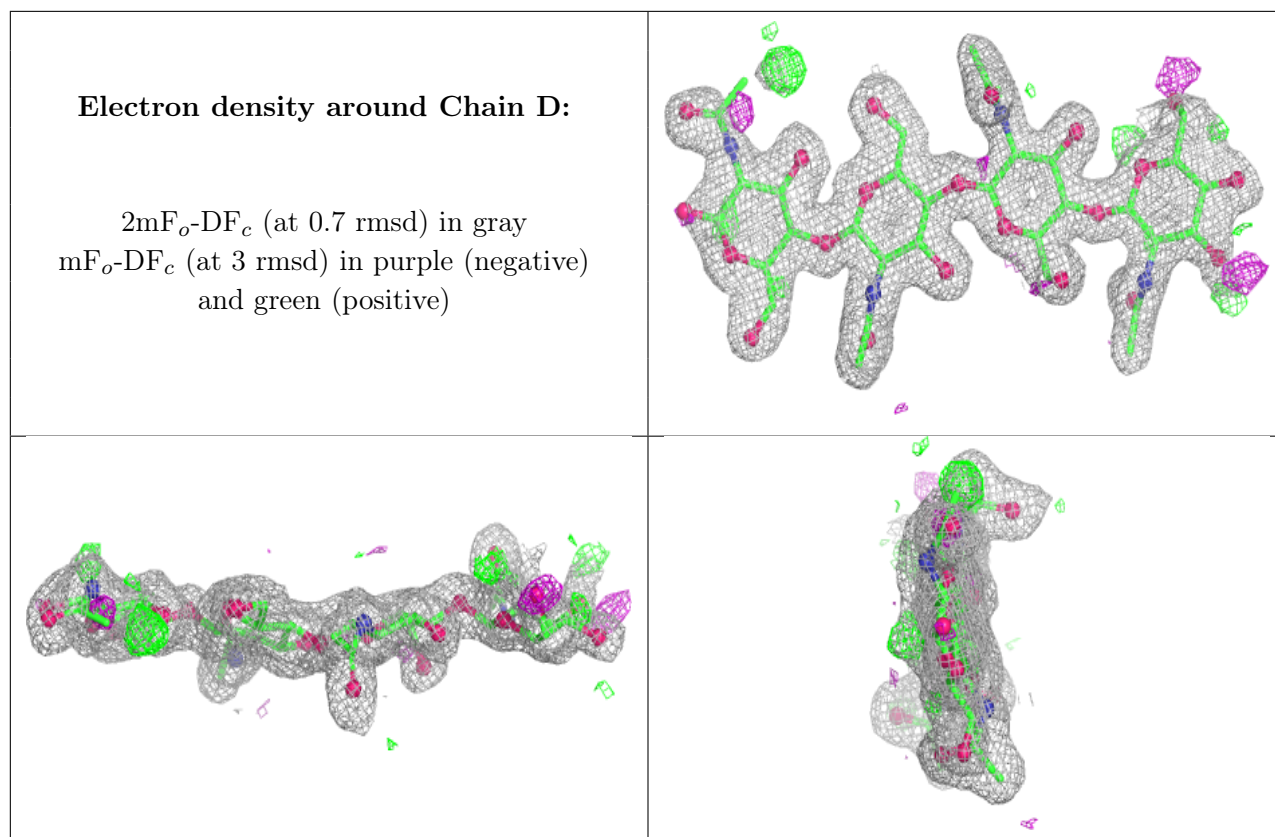 Electron density around Chain D:
2mFo-DFc (at 0.7 rmsd) in gray
mFo-DFc (at 3 rmsd) in purple (negative)
and green (positive)